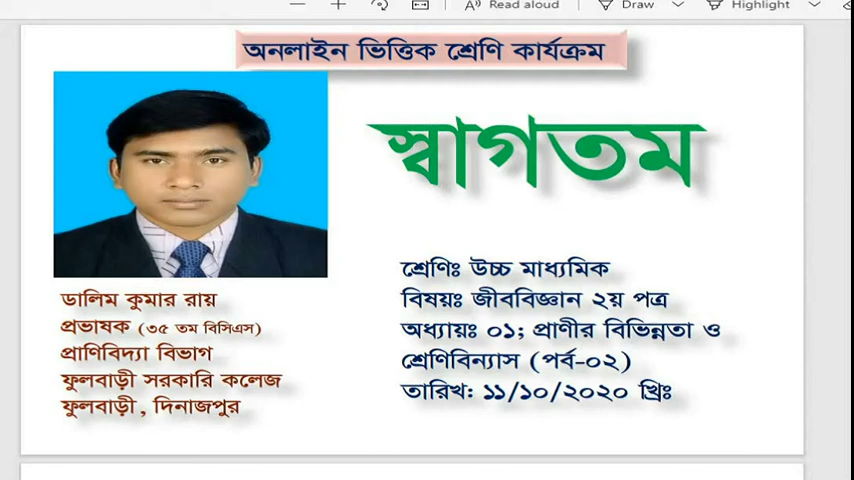 Read aloud
Draw
Highlight
অনলাইন ভিত্তিক শ্রেণি কার্যক্রম
স্বাগতম
ডালিম কুমার রায়
প্রভাষক (৩৫ তম বিসিএস)
প্রাণিবিদ্যা বিভাগ
ফুলবাড়ী সরকারি কলেজ
ফুলবাড়ী, দিনাজপুর
শ্রেণিঃ উচ্চ মাধ্যমিক
বিষয়ঃ জীববিজ্ঞান ২য় পত্র
অধ্যায়ঃ ০১; প্রাণীর বিভিন্নতা ও
শ্রেণিবিন্যাস (পর্ব-০২)
তারিখ: ১১/১০/২০২০ খ্রিঃ